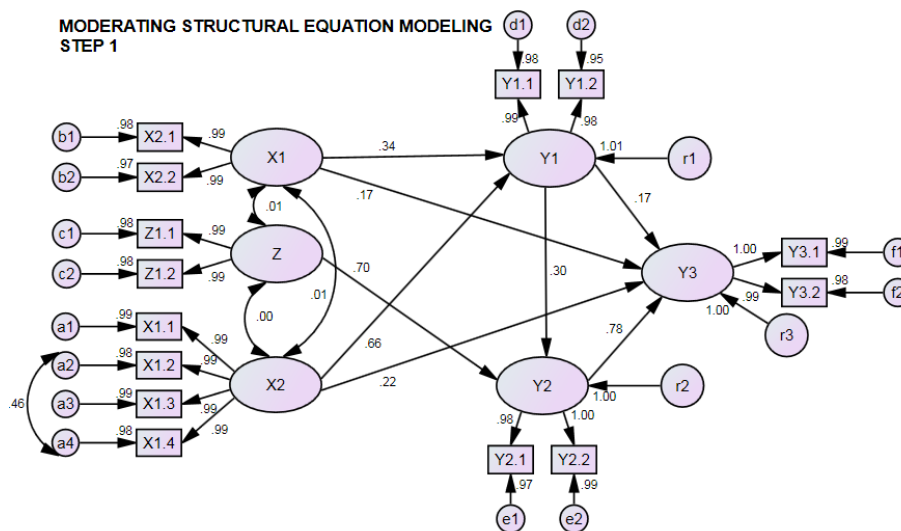 MODERATING STRUCTURAL EQUATION MODELING
STEP 1
d1 d2
.98 .95
Y1.1 Y1.2
.99 .98
b1 .98 X2.1 .99
b2 .97 X2.2 .99
X1 .34 Y1 1.01 r1
.17 .17
.01
c1 .98 Z1.1 .99
c2 .98 Z1.2 .99
Z .70 .30
.01
.00
Y3 1.00 Y3.1 .99 f1
.99 Y3.2 .98 f2
1.00 r3
a1 .99 X1.1 .99
a2 .98 X1.2 .99
a3 .99 X1.3 .99
a4 .98 X1.4 .99
.46
X2 .66 .22 .78
Y2 1.00 r2
.98 1.00
Y2.1 Y2.2
.97 .99
e1 e2